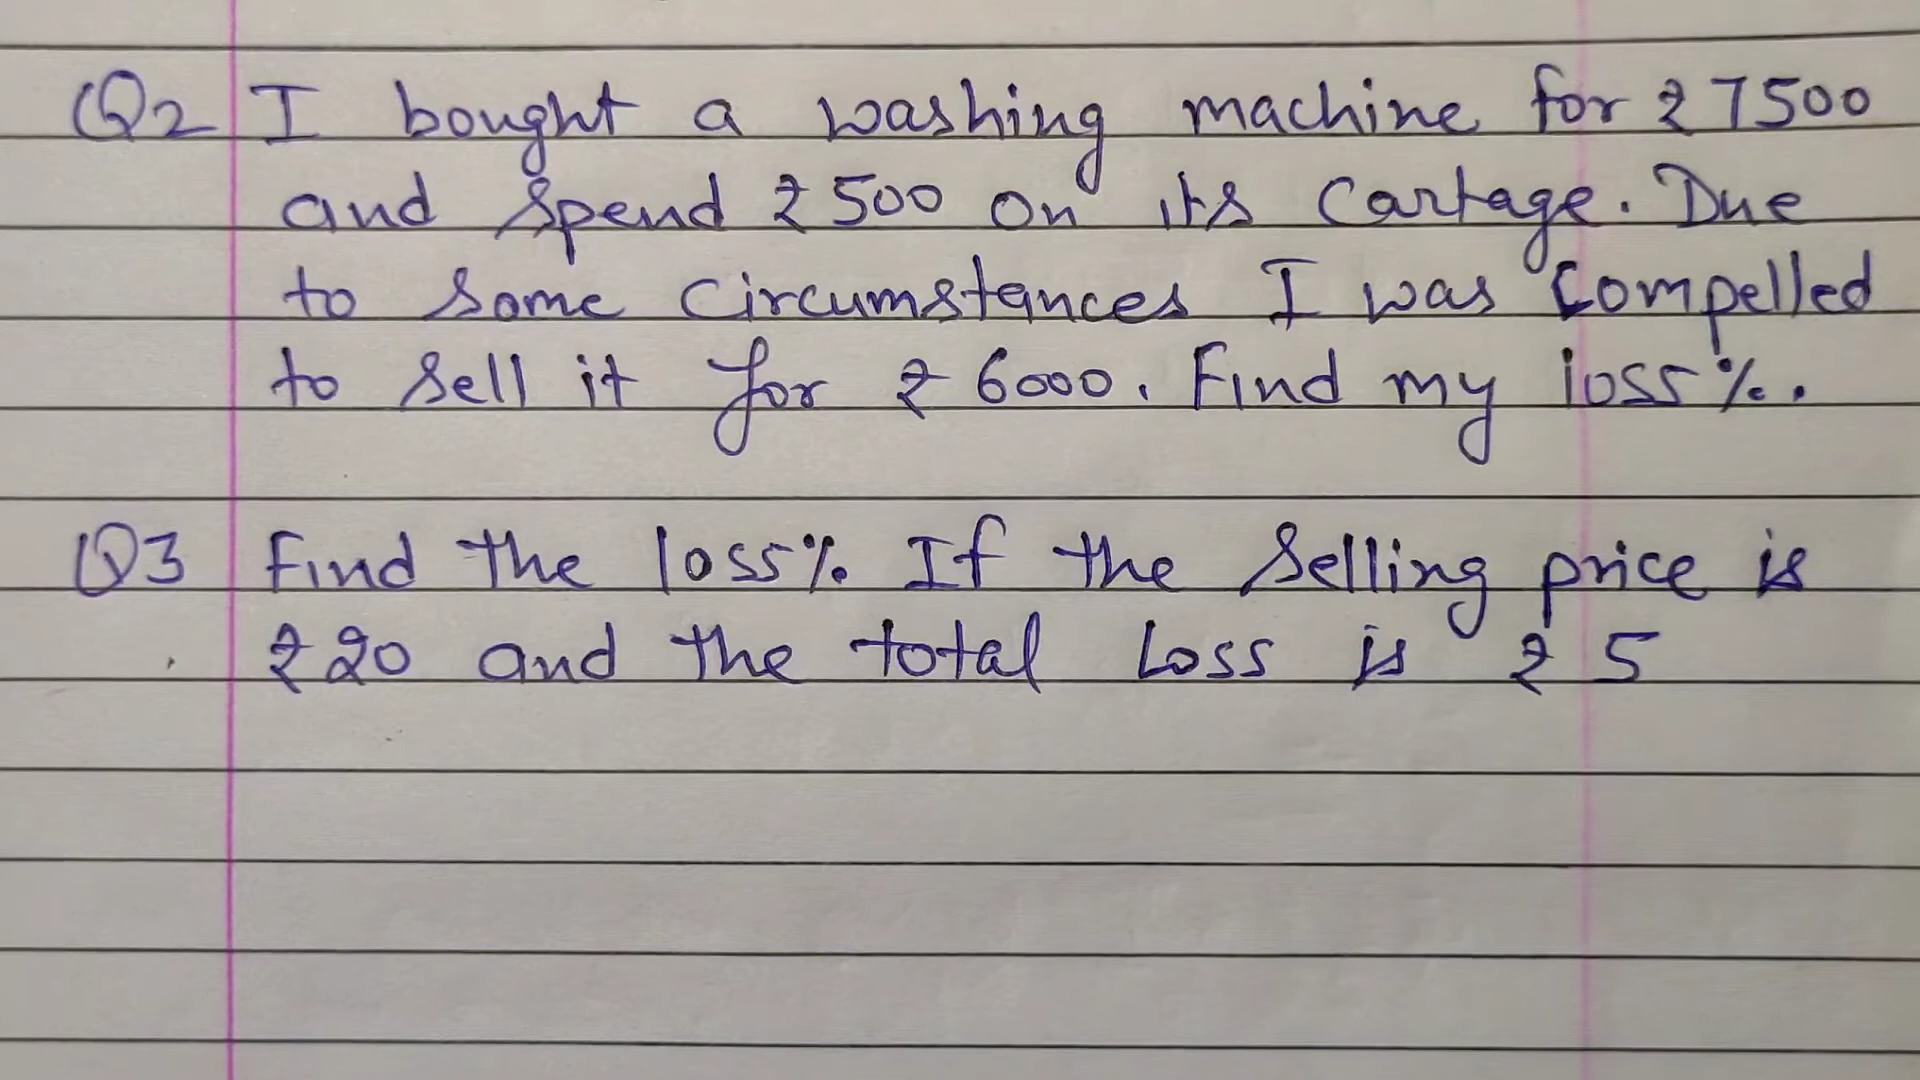 Q2 I bought a washing machine for ₹7500
and spend ₹500 on its Cartage. Due
to some circumstances I was compelled
to sell it for ₹6000. Find my loss%.
Q3 Find the loss% If the selling price is
₹20 and the total Loss is ₹5